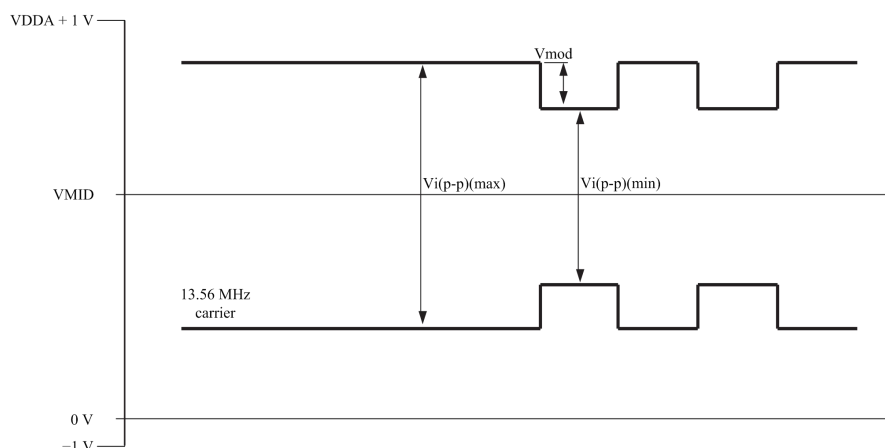 VDDA + 1 V
Vmod
Vi(p-p)(max)
Vi(p-p)(min)
VMID
13.56 MHz
carrier
0 V
−1 V